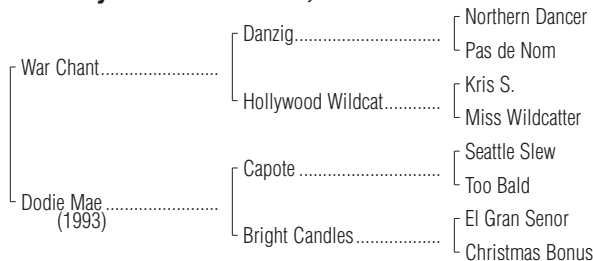 Northern Dancer
Danzig
Pas de Nom
War Chant
Kris S.
Hollywood Wildcat
Miss Wildcatter
Seattle Slew
Capote
Too Bald
Dodie Mae
(1993)
El Gran Senor
Bright Candles
Christmas Bonus